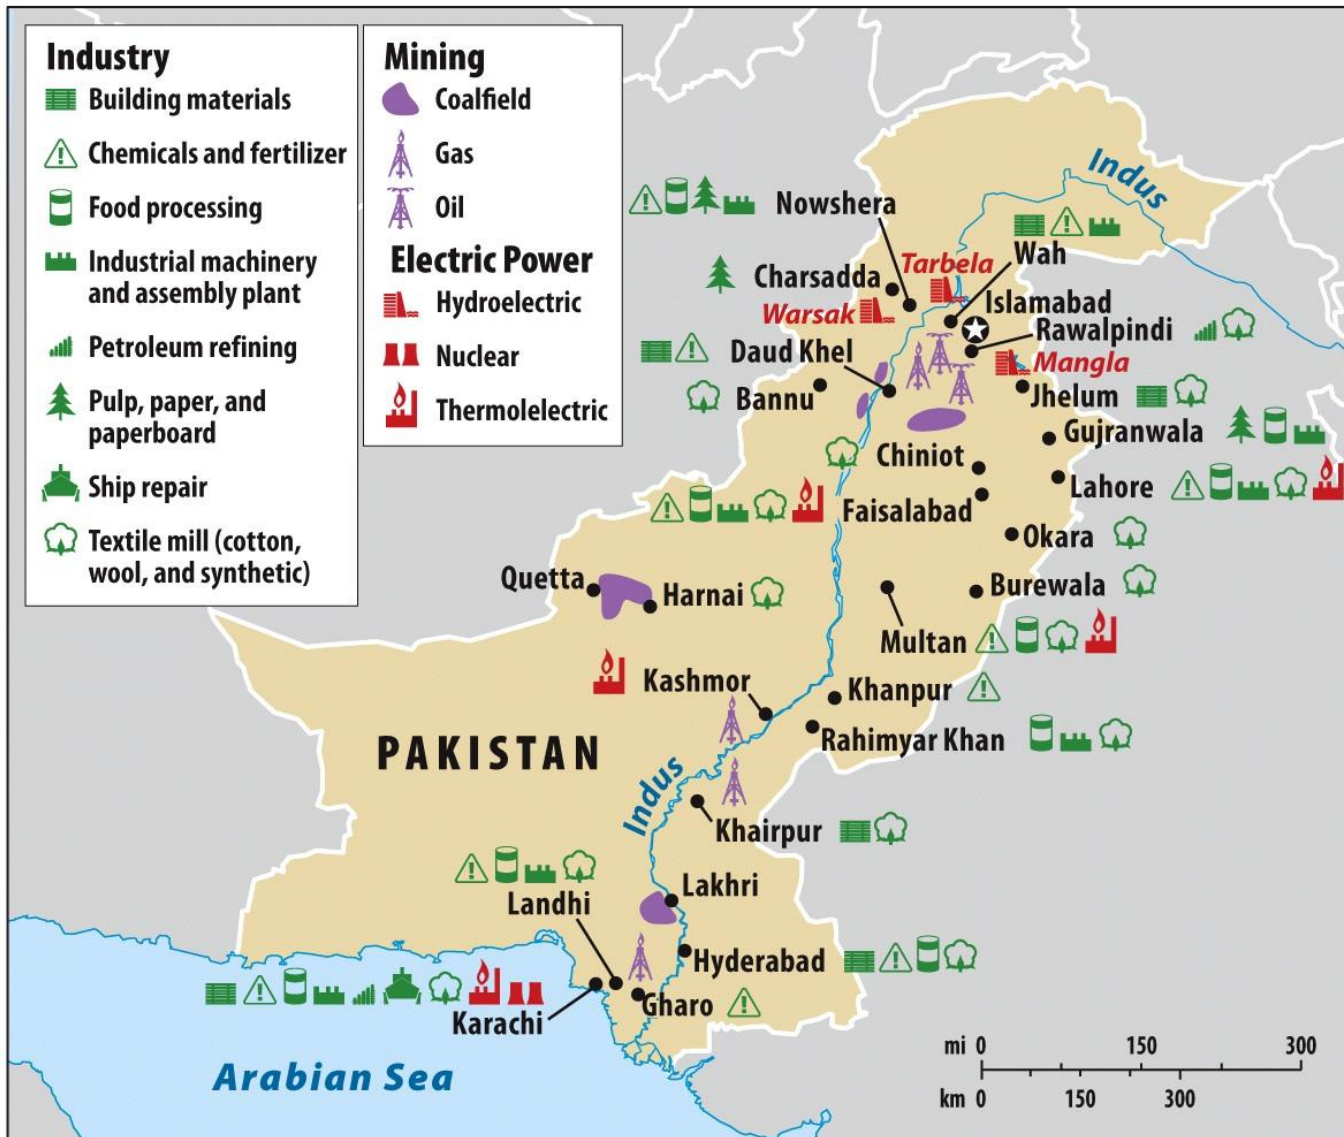 Industry
Building materials
Chemicals and fertilizer
Food processing
Industrial machinery
and assembly plant
Petroleum refining
Pulp, paper, and
paperboard
Ship repair
Textile mill (cotton,
wool, and synthetic)
Mining
Coalfield
Gas
Oil
Electric Power
Hydroelectric
Nuclear
Thermolelectric
Indus
Nowshera
Wah
Tarbela
Charsadda
Islamabad
Warsak
Rawalpindi
Daud Khel
Mangla
Bannu
Jhelum
Gujranwala
Chiniot
Lahore
Faisalabad
Okara
Quetta
Harnai
Burewala
Multan
Kashmor
Khanpur
PAKISTAN
Rahimyar Khan
Indus
Khairpur
Lakhri
Landhi
Hyderabad
Gharo
Karachi
Arabian Sea
mi 0 150 300
km 0 150 300